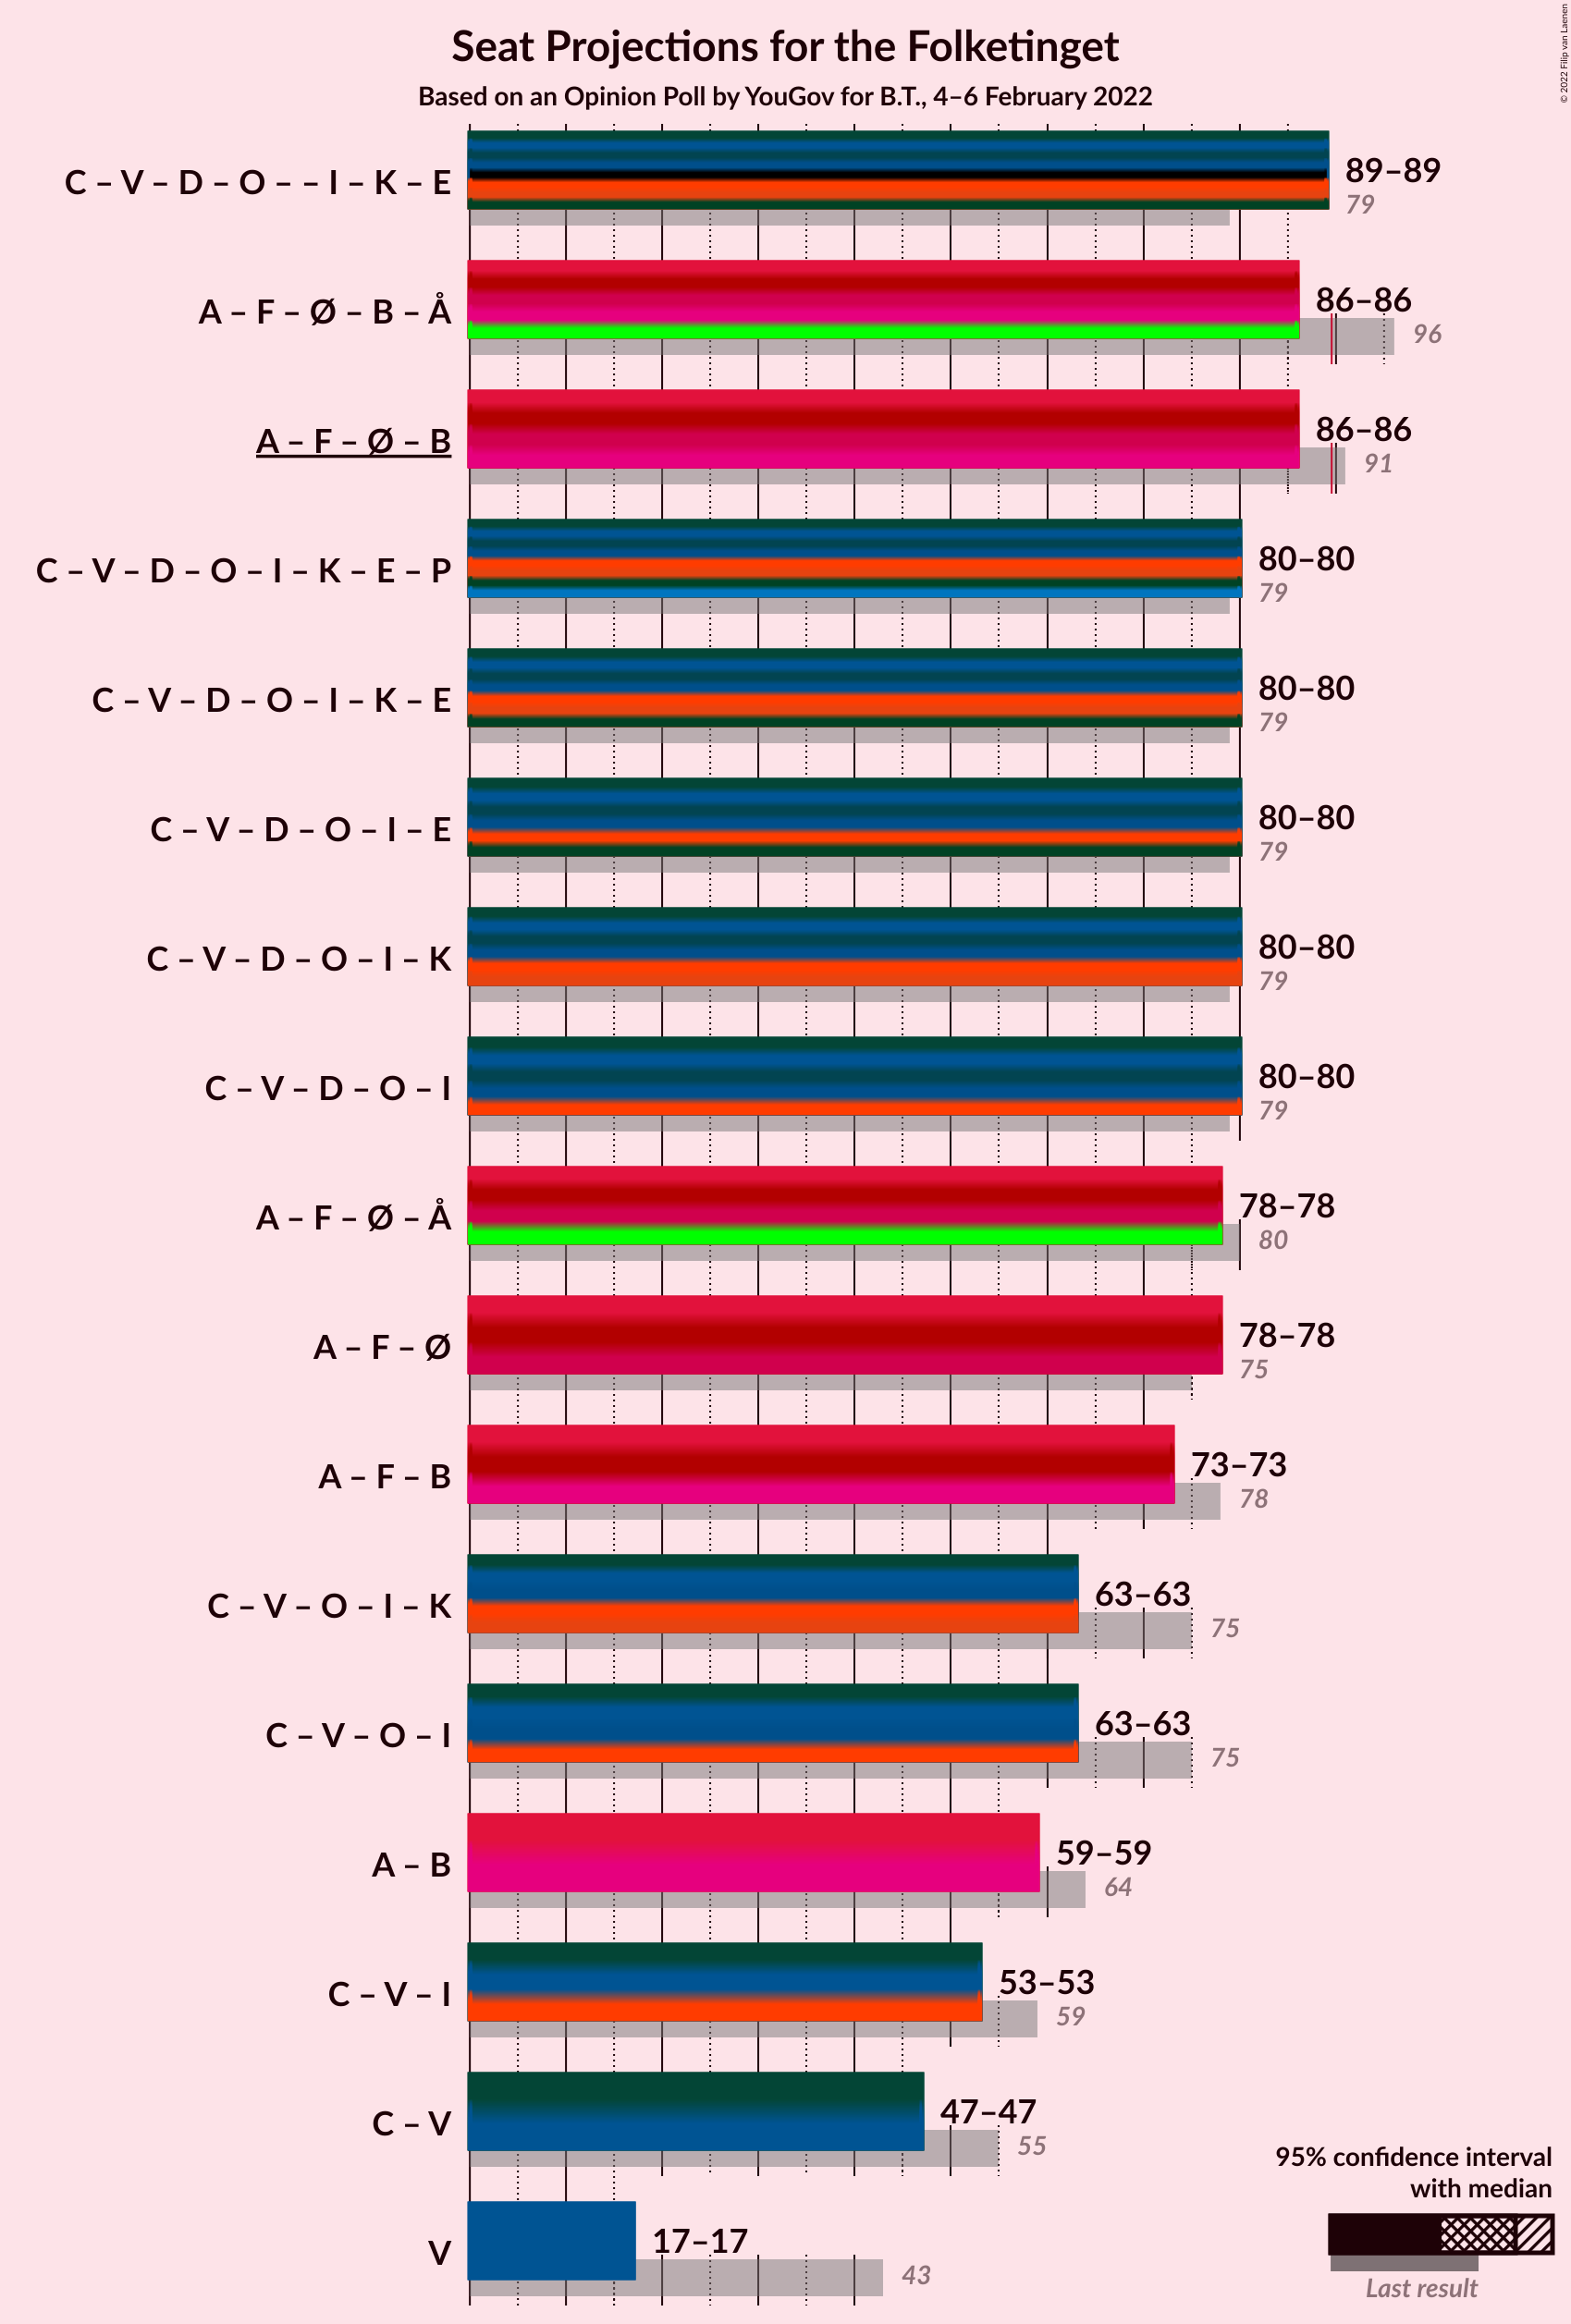 Seat Projections for the Folketinget
Based on an Opinion Poll by YouGov for B.T., 4–6 February 2022
© 2022 Filip van Laenen
C – V – D – O – – I – K – E
89–89
79
A – F – Ø – B – Å
86–86
96
A – F – Ø – B
86–86
91
C – V – D – O – I – K – E – P
80–80
79
C – V – D – O – I – K – E
80–80
79
C – V – D – O – I – E
80–80
79
C – V – D – O – I – K
80–80
79
C – V – D – O – I
80–80
79
A – F – Ø – Å
78–78
80
A – F – Ø
78–78
75
A – F – B
73–73
78
C – V – O – I – K
63–63
75
C – V – O – I
63–63
75
A – B
59–59
64
C – V – I
53–53
59
C – V
47–47
55
V
17–17
43
95% confidence interval
with median
Last result